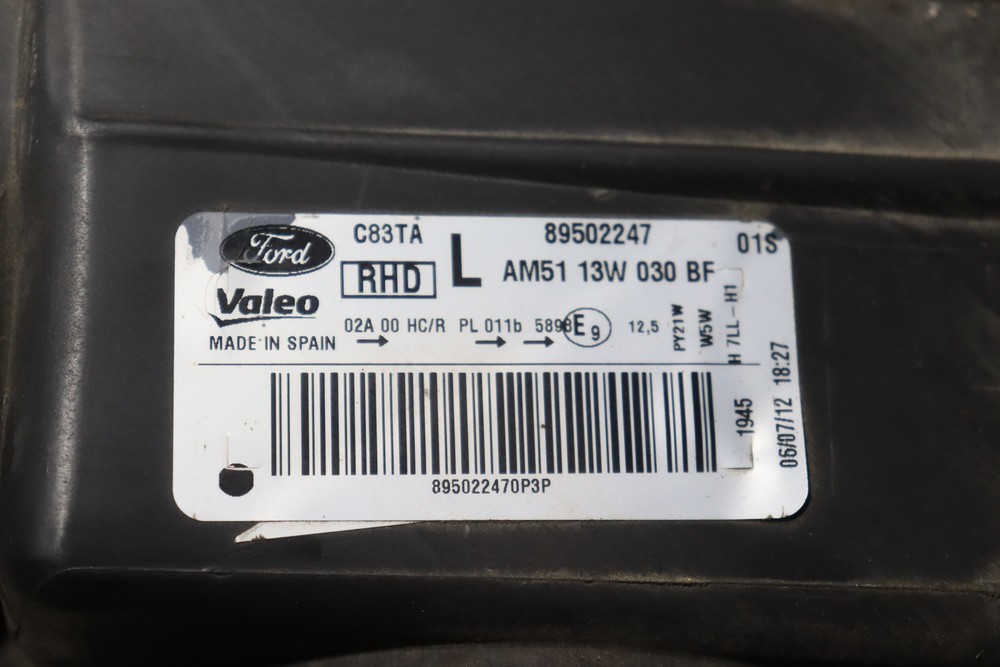 Ford
C83TA
RHD
L
89502247
01S
AM51 13W 030 BF
Valeo
MADE IN SPAIN
02A 00 HC/R PL 011b 5898 E9 12,5
PY21W
W5W
H 7LL-H1
1945
06/07/12 18:27
895022470P3P